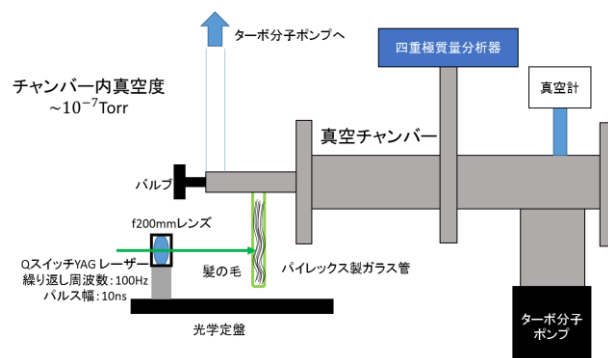 ターボ分子ポンプへ
四重極質量分析器
真空計
チャンバー内真空度
~10⁻⁷Torr
真空チャンバー
バルブ
f200mmレンズ
QスイッチYAG レーザー
繰り返し周波数：100Hz
パルス幅：10ns
髪の毛
パイレックス製ガラス管
光学定盤
ターボ分子
ポンプ